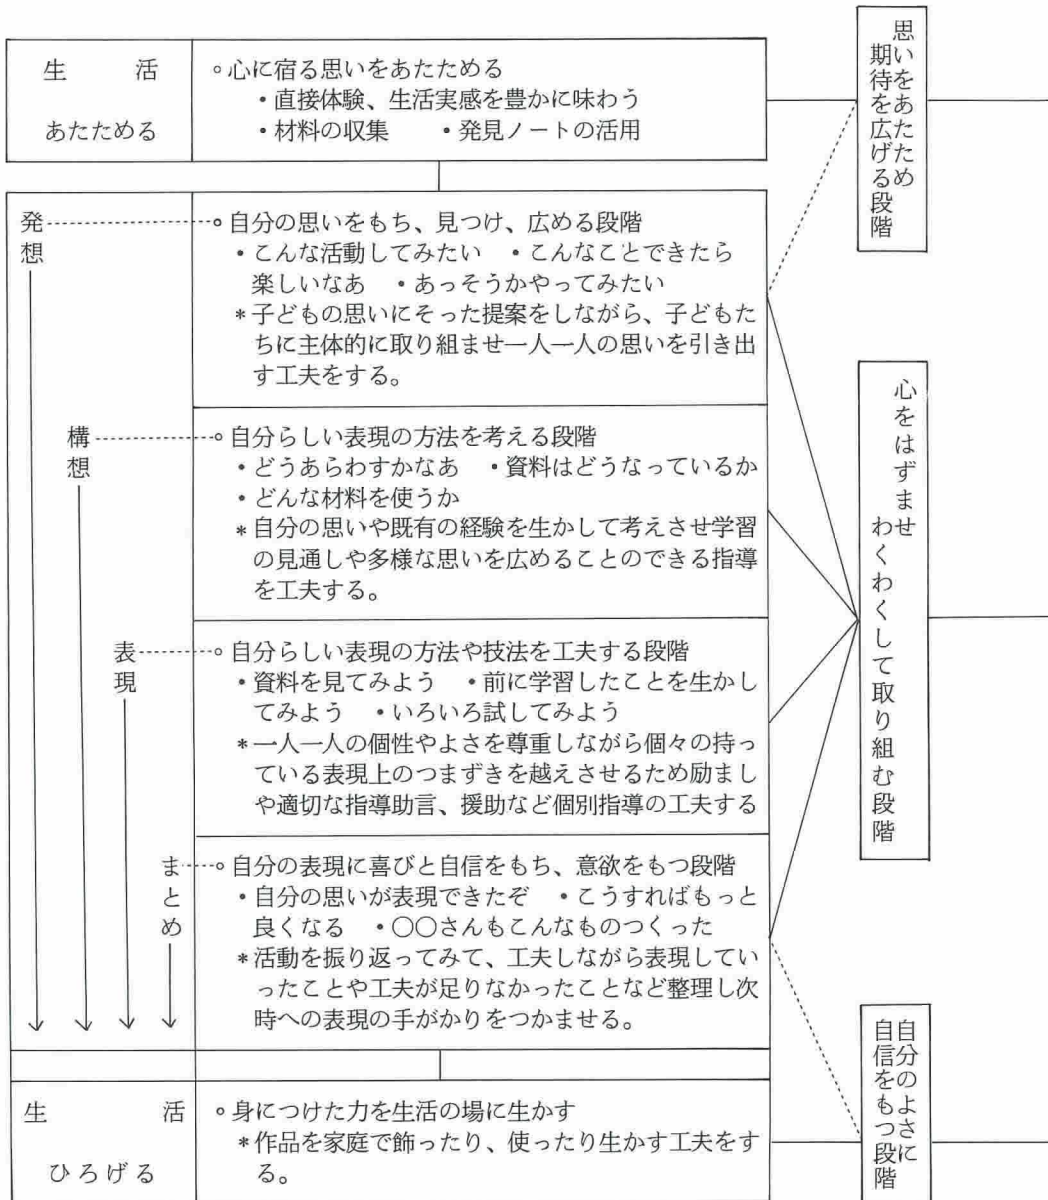 生　活
あたためる
○心に宿る思いをあたためる
・直接体験、生活実感を豊かに味わう
・材料の収集　・発見ノートの活用
発想
○自分の思いをもち、見つけ、広める段階
・こんな活動してみたい　・こんなことできたら
楽しいなあ　・あっそうかやってみたい
＊子どもの思いにそった提案をしながら、子どもた
ちに主体的に取り組ませ一人一人の思いを引き出
す工夫をする。
構想
○自分らしい表現の方法を考える段階
・どうあらわすかなあ　・資料はどうなっているか
・どんな材料を使うか
＊自分の思いや既有の経験を生かして考えさせ学習
の見通しや多様な思いを広めることのできる指導
を工夫する。
表現
○自分らしい表現の方法や技法を工夫する段階
・資料を見てみよう　・前に学習したことを生かし
てみよう　・いろいろ試してみよう
＊一人一人の個性やよさを尊重しながら個々の持っ
ている表現上のつまずきを越えさせるため励まし
や適切な指導助言、援助など個別指導の工夫する
まとめ
○自分の表現に喜びと自信をもち、意欲をもつ段階
・自分の思いが表現できたぞ　・こうすればもっと
良くなる　・〇〇さんもこんなものつくった
＊活動を振り返ってみて、工夫しながら表現してい
ったことや工夫が足りなかったことなど整理し次
時への表現の手がかりをつかませる。
生　活
ひろげる
○身につけた力を生活の場に生かす
＊作品を家庭で飾ったり、使ったり生かす工夫をす
る。
思いをあたため
期待を広げる段階
心をはずませ
わくわくして取り組む段階
自分のよさに
自信をもつ段階